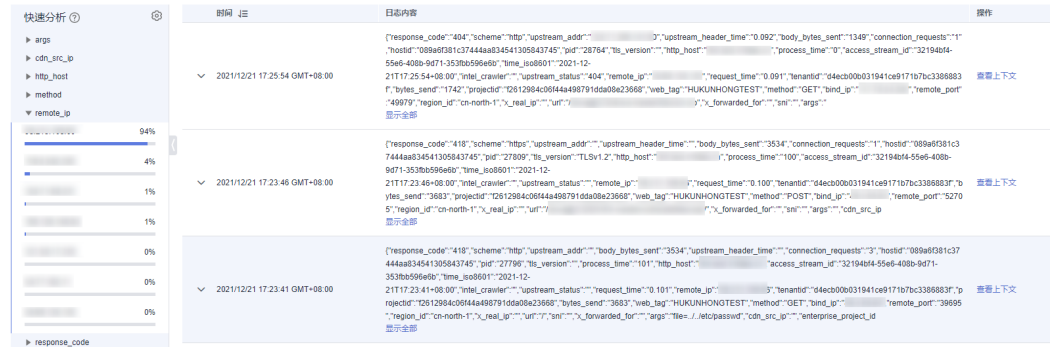 快速分析
args
cdn_src_ip
http_host
method
remote_ip
94%
4%
1%
1%
0%
0%
0%
response_code
时间 日志内容 操作
{"response_code":"404","scheme":"http","upstream_addr":" 0","upstream_header_time":"0.092","body_bytes_sent":"1349","connection_requests":"1"
,"hostid":"089a6f381c37444aa834541305843745","pid":"28764","tls_version":"","http_host":" ","process_time":"0","access_stream_id":"32194bf4-
55e6-408b-9d71-353fbb596e6b","time_iso8601":"2021-12-
2021/12/21 17:25:54 GMT+08:00
21T17:25:54+08:00","intel_crawler":"","upstream_status":"404","remote_ip":" ","request_time":"0.091","tenantid":"d4ecb00b031941ce9171b7bc3386883
f","bytes_send":"1742","projectid":"f2612984c06f44a498791dda08e23668","web_tag":"HUKUNHONGTEST","method":"GET","bind_ip":" ","remote_port"
:"49979","region_id":"cn-north-1","x_real_ip":"","url":"/ ","x_forwarded_for":"","sni":"","args":"
显示全部
查看上下文
{"response_code":"418","scheme":"https","upstream_addr":"","upstream_header_time":"","body_bytes_sent":"3534","connection_requests":"1","hostid":"089a6f381c3
7444aa834541305843745","pid":"27809","tls_version":"TLSv1.2","http_host":" ","process_time":"100","access_stream_id":"32194bf4-55e6-408b-
9d71-353fbb596e6b","time_iso8601":"2021-12-
2021/12/21 17:23:46 GMT+08:00
21T17:23:46+08:00","intel_crawler":"","upstream_status":"","remote_ip":" ","request_time":"0.100","tenantid":"d4ecb00b031941ce9171b7bc3386883f","b
ytes_send":"3683","projectid":"f2612984c06f44a498791dda08e23668","web_tag":"HUKUNHONGTEST","method":"POST","bind_ip":" ","remote_port":"5270
5","region_id":"cn-north-1","x_real_ip":"","url":"/ ","x_forwarded_for":"","sni":"","args":"","cdn_src_ip
显示全部
查看上下文
{"response_code":"418","scheme":"http","upstream_addr":"","body_bytes_sent":"3534","upstream_header_time":"","connection_requests":"3","hostid":"089a6f381c37
444aa834541305843745","pid":"27796","tls_version":"","process_time":"101","http_host":" "access_stream_id":"32194bf4-55e6-408b-9d71-
353fbb596e6b","time_iso8601":"2021-12-
2021/12/21 17:23:41 GMT+08:00
21T17:23:41+08:00","intel_crawler":"","upstream_status":"","request_time":"0.101","remote_ip":" ","tenantid":"d4ecb00b031941ce9171b7bc3386883f","p
rojectid":"f2612984c06f44a498791dda08e23668","bytes_send":"3683","web_tag":"HUKUNHONGTEST","method":"GET","bind_ip":" "remote_port":"39695
","region_id":"cn-north-1","x_real_ip":"","url":"/","sni":"","x_forwarded_for":"","args":"file=../../etc/passwd","cdn_src_ip":"","enterprise_project_id
显示全部
查看上下文